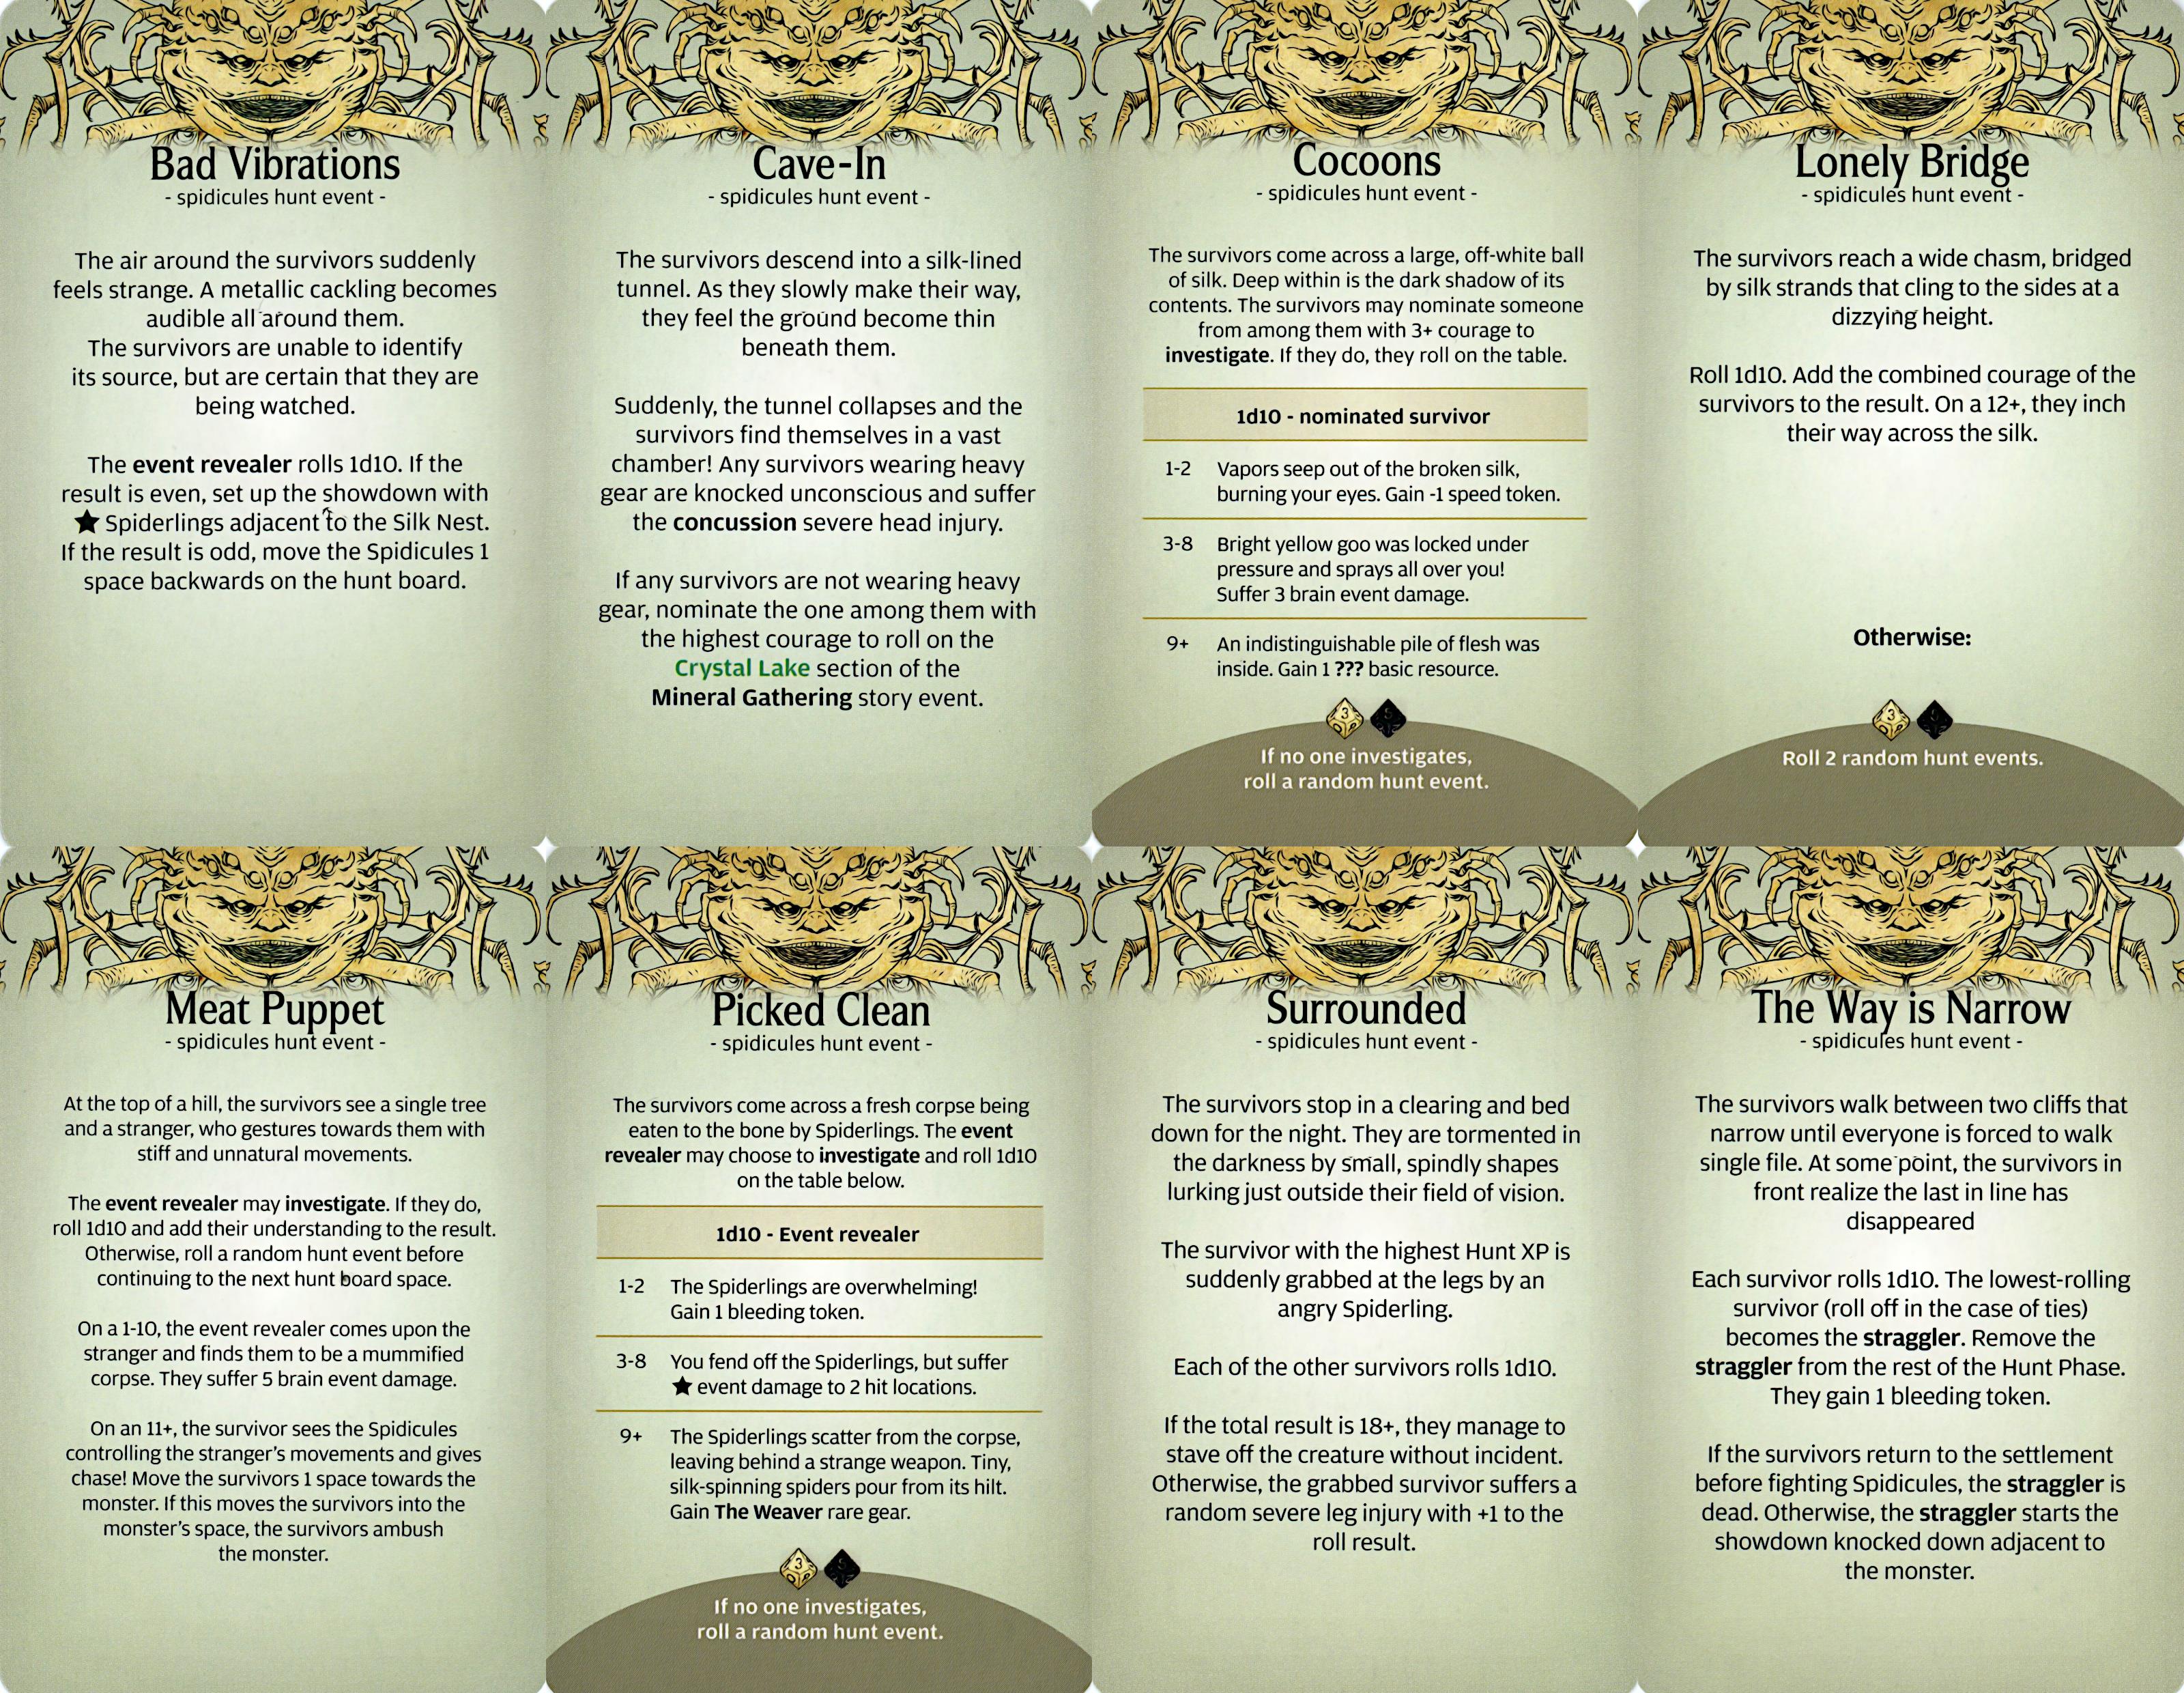 Bad Vibrations
- spidicules hunt event -
The air around the survivors suddenly
feels strange. A metallic cackling becomes
audible all around them.
The survivors are unable to identify
its source, but are certain that they are
being watched.
The event revealer rolls 1d10. If the
result is even, set up the showdown with
★ Spiderlings adjacent to the Silk Nest.
If the result is odd, move the Spidicules 1
space backwards on the hunt board.
Cave-In
- spidicules hunt event -
The survivors descend into a silk-lined
tunnel. As they slowly make their way,
they feel the ground become thin
beneath them.
Suddenly, the tunnel collapses and the
survivors find themselves in a vast
chamber! Any survivors wearing heavy
gear are knocked unconscious and suffer
the concussion severe head injury.
If any survivors are not wearing heavy
gear, nominate the one among them with
the highest courage to roll on the
Crystal Lake section of the
Mineral Gathering story event.
Cocoons
- spidicules hunt event -
The survivors come across a large, off-white ball
of silk. Deep within is the dark shadow of its
contents. The survivors may nominate someone
from among them with 3+ courage to
investigate. If they do, they roll on the table.
1d10 - nominated survivor
1-2 Vapors seep out of the broken silk,
burning your eyes. Gain -1 speed token.
3-8 Bright yellow goo was locked under
pressure and sprays all over you!
Suffer 3 brain event damage.
9+ An indistinguishable pile of flesh was
inside. Gain 1 ??? basic resource.
3
If no one investigates,
roll a random hunt event.
Lonely Bridge
- spidicules hunt event -
The survivors reach a wide chasm, bridged
by silk strands that cling to the sides at a
dizzying height.
Roll 1d10. Add the combined courage of the
survivors to the result. On a 12+, they inch
their way across the silk.
Otherwise:
3
Roll 2 random hunt events.
Meat Puppet
- spidicules hunt event -
At the top of a hill, the survivors see a single tree
and a stranger, who gestures towards them with
stiff and unnatural movements.
The event revealer may investigate. If they do,
roll 1d10 and add their understanding to the result.
Otherwise, roll a random hunt event before
continuing to the next hunt board space.
On a 1-10, the event revealer comes upon the
stranger and finds them to be a mummified
corpse. They suffer 5 brain event damage.
On an 11+, the survivor sees the Spidicules
controlling the stranger's movements and gives
chase! Move the survivors 1 space towards the
monster. If this moves the survivors into the
monster's space, the survivors ambush
the monster.
Picked Clean
- spidicules hunt event -
The survivors come across a fresh corpse being
eaten to the bone by Spiderlings. The event
revealer may choose to investigate and roll 1d10
on the table below.
1d10 - Event revealer
1-2 The Spiderlings are overwhelming!
Gain 1 bleeding token.
3-8 You fend off the Spiderlings, but suffer
★ event damage to 2 hit locations.
9+ The Spiderlings scatter from the corpse,
leaving behind a strange weapon. Tiny,
silk-spinning spiders pour from its hilt.
Gain The Weaver rare gear.
3
If no one investigates,
roll a random hunt event.
Surrounded
- spidicules hunt event -
The survivors stop in a clearing and bed
down for the night. They are tormented in
the darkness by small, spindly shapes
lurking just outside their field of vision.
The survivor with the highest Hunt XP is
suddenly grabbed at the legs by an
angry Spiderling.
Each of the other survivors rolls 1d10.
If the total result is 18+, they manage to
stave off the creature without incident.
Otherwise, the grabbed survivor suffers a
random severe leg injury with +1 to the
roll result.
The Way is Narrow
- spidicules hunt event -
The survivors walk between two cliffs that
narrow until everyone is forced to walk
single file. At some point, the survivors in
front realize the last in line has
disappeared
Each survivor rolls 1d10. The lowest-rolling
survivor (roll off in the case of ties)
becomes the straggler. Remove the
straggler from the rest of the Hunt Phase.
They gain 1 bleeding token.
If the survivors return to the settlement
before fighting Spidicules, the straggler is
dead. Otherwise, the straggler starts the
showdown knocked down adjacent to
the monster.